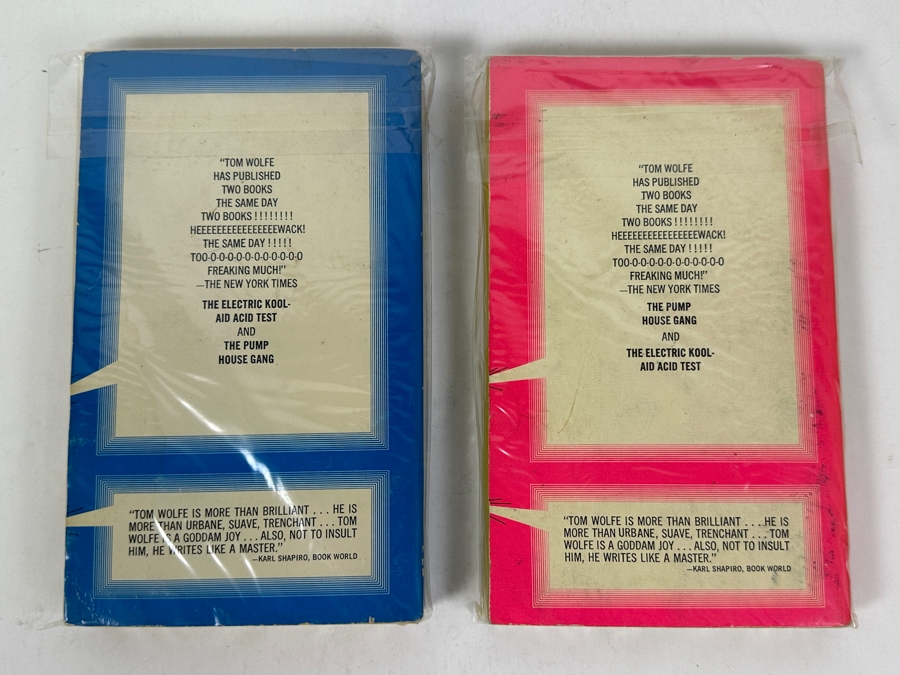 “TOM WOLFE
HAS PUBLISHED
TWO BOOKS
THE SAME DAY
TWO BOOKS ! ! ! ! ! ! ! !
HEEEEEEEEEEEEEEEEWACK!
THE SAME DAY ! ! ! ! !
TOO-O-O-O-O-O-O-O-O-O-O-O
FREAKING MUCH!”
—THE NEW YORK TIMES
THE ELECTRIC KOOL-
AID ACID TEST
AND
THE PUMP
HOUSE GANG
“TOM WOLFE IS MORE THAN BRILLIANT . . . HE IS
MORE THAN URBANE, SUAVE, TRENCHANT . . . TOM
WOLFE IS A GODDAM JOY . . . ALSO, NOT TO INSULT
HIM, HE WRITES LIKE A MASTER.”
—KARL SHAPIRO, BOOK WORLD
“TOM WOLFE
HAS PUBLISHED
TWO BOOKS
THE SAME DAY
TWO BOOKS ! ! ! ! ! ! ! !
HEEEEEEEEEEEEEEEEWACK!
THE SAME DAY ! ! ! ! !
TOO-O-O-O-O-O-O-O-O-O-O-O
FREAKING MUCH!”
—THE NEW YORK TIMES
THE PUMP
HOUSE GANG
AND
THE ELECTRIC KOOL-
AID ACID TEST
“TOM WOLFE IS MORE THAN BRILLIANT . . . HE IS
MORE THAN URBANE, SUAVE, TRENCHANT . . . TOM
WOLFE IS A GODDAM JOY . . . ALSO, NOT TO INSULT
HIM, HE WRITES LIKE A MASTER.”
—KARL SHAPIRO, BOOK WORLD